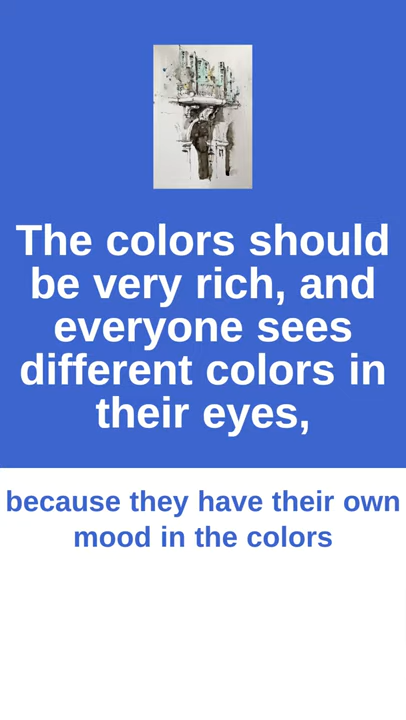 The colors should
be very rich, and
everyone sees
different colors in
their eyes,
because they have their own
mood in the colors